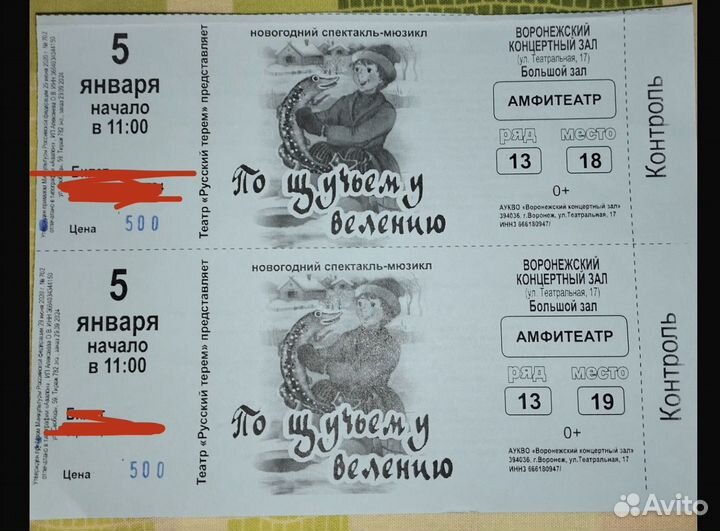 5
января
начало
в 11:00
Цена 500
Театр «Русский терем» представляет
новогодний спектакль-мюзикл
По щучьему
велению
ВОРОНЕЖСКИЙ
КОНЦЕРТНЫЙ ЗАЛ
(ул. Театральная, 17)
Большой зал
АМФИТЕАТР
ряд место
13 18
0+
АУКВО «Воронежский концертный зал»
394036, г.Воронеж, ул.Театральная, 17
Контроль
5
января
начало
в 11:00
Цена 500
Театр «Русский терем» представляет
новогодний спектакль-мюзикл
По щучьему
велению
ВОРОНЕЖСКИЙ
КОНЦЕРТНЫЙ ЗАЛ
(ул. Театральная, 17)
Большой зал
АМФИТЕАТР
ряд место
13 19
0+
АУКВО «Воронежский концертный зал»
394036, г.Воронеж, ул.Театральная, 17
Контроль
Avito